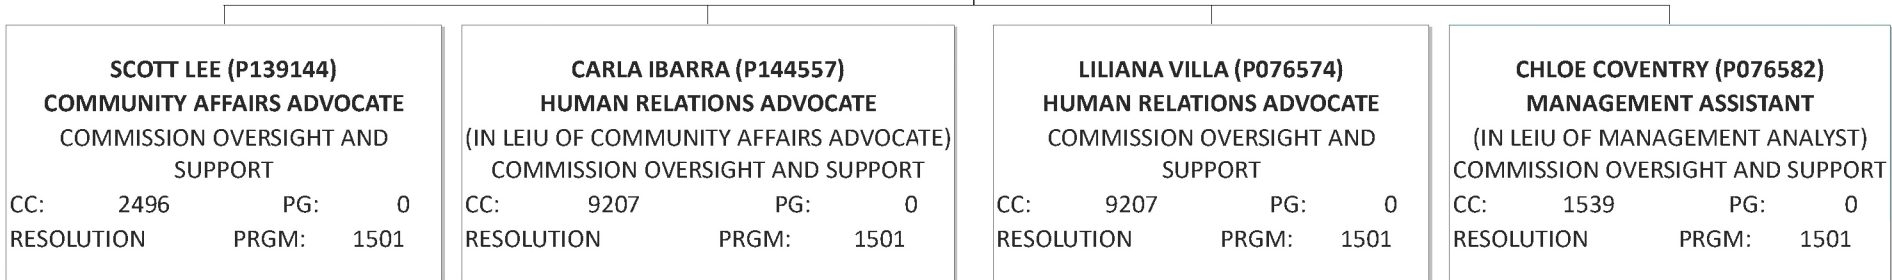 SCOTT LEE (P139144)
COMMUNITY AFFAIRS ADVOCATE
COMMISSION OVERSIGHT AND
SUPPORT
CC: 2496 PG: 0
RESOLUTION PRGM: 1501
CARLA IBARRA (P144557)
HUMAN RELATIONS ADVOCATE
(IN LEIU OF COMMUNITY AFFAIRS ADVOCATE)
COMMISSION OVERSIGHT AND SUPPORT
CC: 9207 PG: 0
RESOLUTION PRGM: 1501
LILIANA VILLA (P076574)
HUMAN RELATIONS ADVOCATE
COMMISSION OVERSIGHT AND
SUPPORT
CC: 9207 PG: 0
RESOLUTION PRGM: 1501
CHLOE COVENTRY (P076582)
MANAGEMENT ASSISTANT
(IN LEIU OF MANAGEMENT ANALYST)
COMMISSION OVERSIGHT AND SUPPORT
CC: 1539 PG: 0
RESOLUTION PRGM: 1501